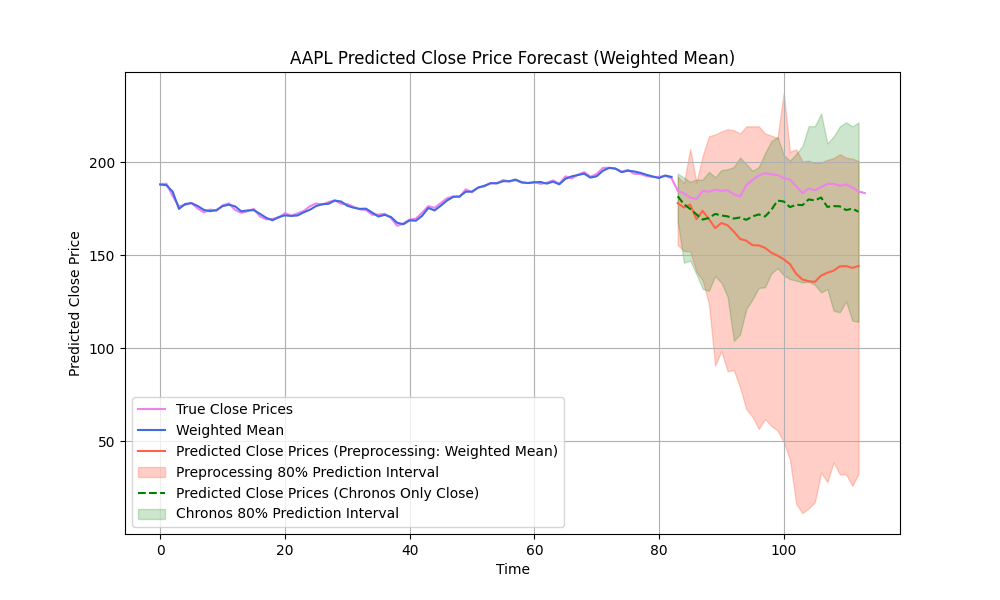 AAPL Predicted Close Price Forecast (Weighted Mean)
Predicted Close Price
200
150
100
50
True Close Prices
Weighted Mean
Predicted Close Prices (Preprocessing: Weighted Mean)
Preprocessing 80% Prediction Interval
Predicted Close Prices (Chronos Only Close)
Chronos 80% Prediction Interval
0 20 40 60 80 100
Time